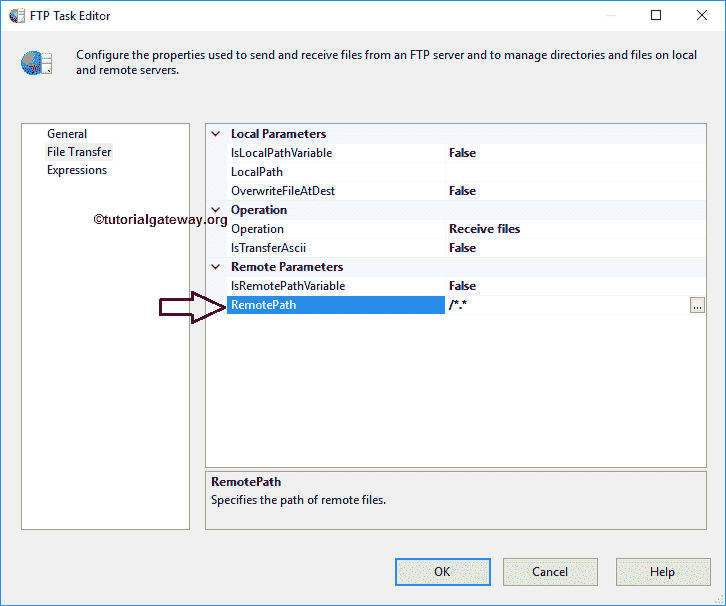 FTP Task Editor
Configure the properties used to send and receive files from an FTP server and to manage directories and files on local
and remote servers.
General
File Transfer
Expressions
©tutorialgateway.org
Local Parameters
IsLocalPathVariable False
LocalPath
OverwriteFileAtDest False
Operation
Operation Receive files
IsTransferAscii False
Remote Parameters
IsRemotePathVariable False
RemotePath /*.* ...
RemotePath
Specifies the path of remote files.
OK Cancel Help